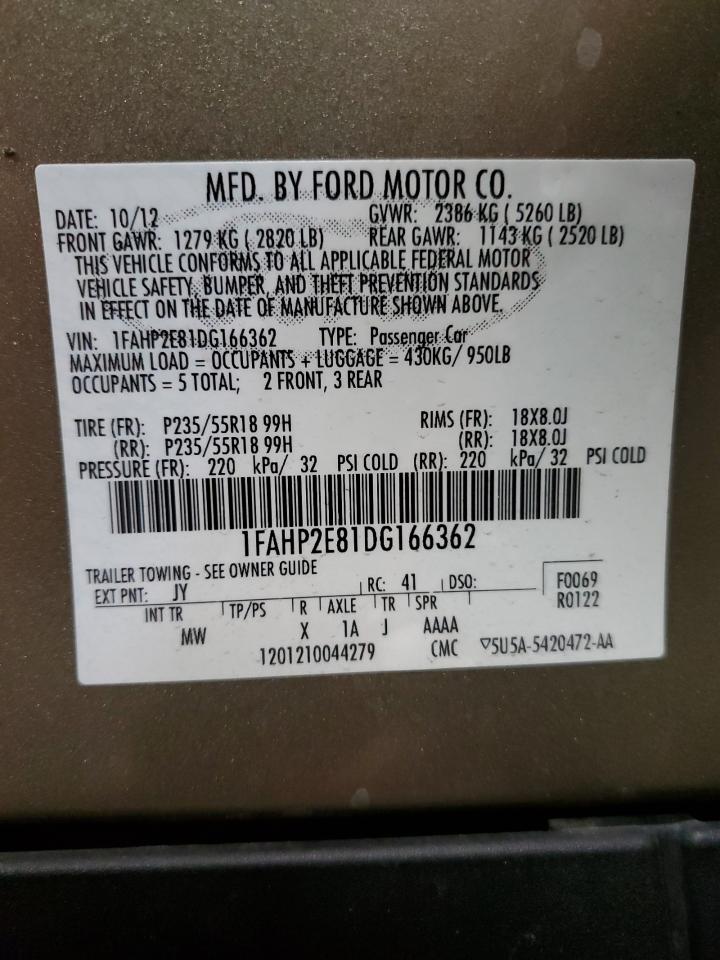 MFD. BY FORD MOTOR CO.
DATE: 10/12 GVWR: 2386 KG ( 5260 LB)
FRONT GAWR: 1279 KG ( 2820 LB) REAR GAWR: 1143 KG ( 2520 LB)
THIS VEHICLE CONFORMS TO ALL APPLICABLE FEDERAL MOTOR
VEHICLE SAFETY, BUMPER, AND THEFT PREVENTION STANDARDS
IN EFFECT ON THE DATE OF MANUFACTURE SHOWN ABOVE.
VIN: 1FAHP2E81DG166362 TYPE: Passenger Car
MAXIMUM LOAD = OCCUPANTS + LUGGAGE = 430KG/ 950LB
OCCUPANTS = 5 TOTAL; 2 FRONT, 3 REAR
TIRE (FR): P235/55R18 99H RIMS (FR): 18X8.0J
(RR): P235/55R18 99H (RR): 18X8.0J
PRESSURE (FR): 220 kPa/ 32 PSI COLD (RR): 220 kPa/ 32 PSI COLD
1FAHP2E81DG166362
TRAILER TOWING - SEE OWNER GUIDE
EXT PNT: JY RC: 41 DSO: F0069
R0122
INT TR TP/PS R AXLE TR SPR
MW X 1A J AAAA
1201210044279 CMC ▽5U5A-5420472-AA